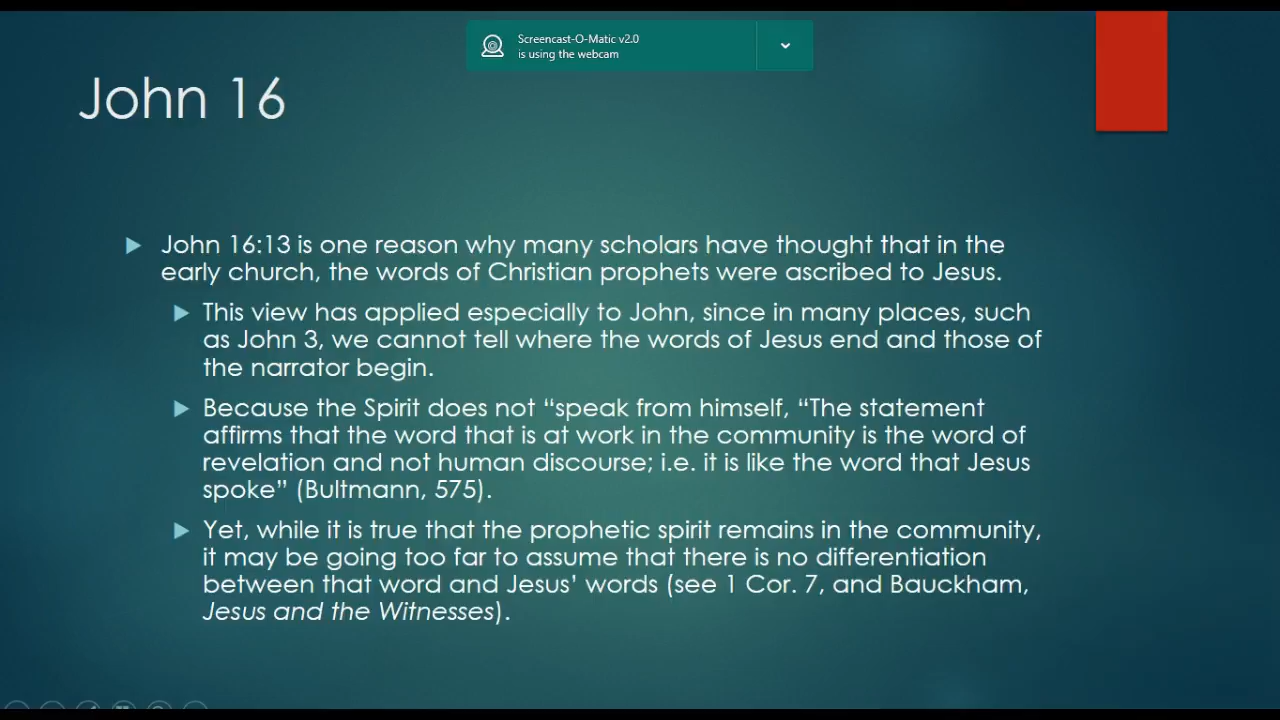 Screencast-O-Matic v2.0
is using the webcam
John 16
John 16:13 is one reason why many scholars have thought that in the
early church, the words of Christian prophets were ascribed to Jesus.
This view has applied especially to John, since in many places, such
as John 3, we cannot tell where the words of Jesus end and those of
the narrator begin.
Because the Spirit does not “speak from himself, “The statement
affirms that the word that is at work in the community is the word of
revelation and not human discourse; i.e. it is like the word that Jesus
spoke” (Bultmann, 575).
Yet, while it is true that the prophetic spirit remains in the community,
it may be going too far to assume that there is no differentiation
between that word and Jesus’ words (see 1 Cor. 7, and Bauckham,
Jesus and the Witnesses).